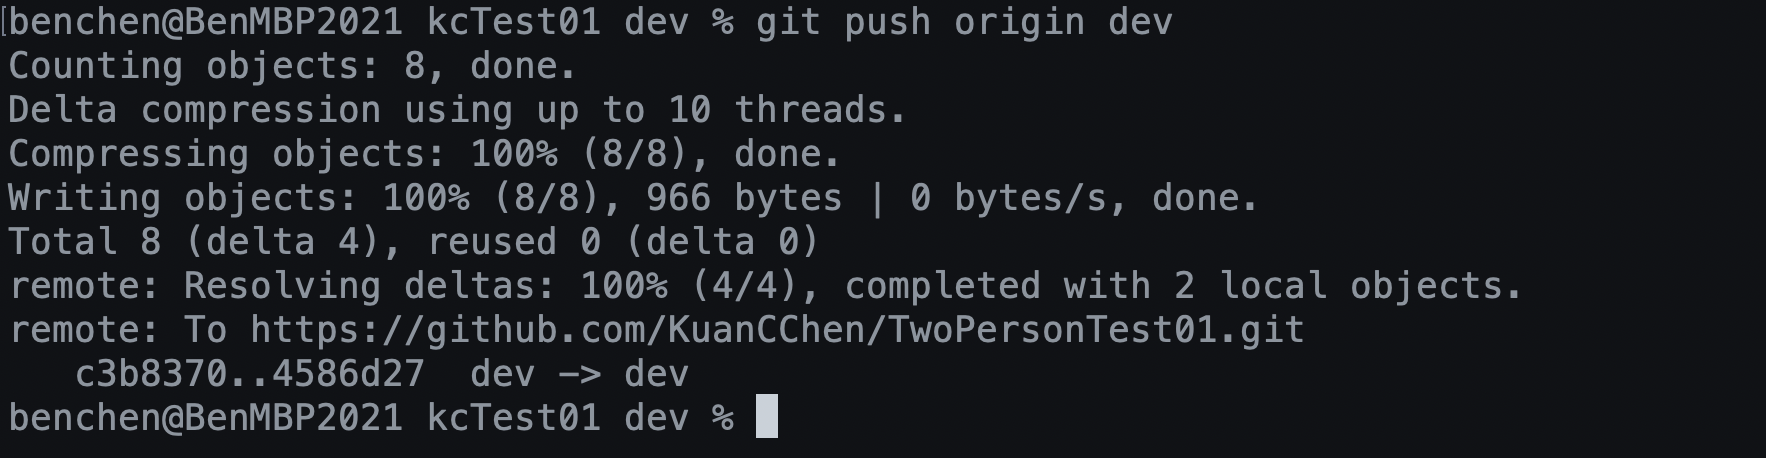 [benchen@BenMBP2021 kcTest01 dev % git push origin dev
Counting objects: 8, done.
Delta compression using up to 10 threads.
Compressing objects: 100% (8/8), done.
Writing objects: 100% (8/8), 966 bytes | 0 bytes/s, done.
Total 8 (delta 4), reused 0 (delta 0)
remote: Resolving deltas: 100% (4/4), completed with 2 local objects.
remote: To https://github.com/KuanCChen/TwoPersonTest01.git
   c3b8370..4586d27  dev -> dev
benchen@BenMBP2021 kcTest01 dev %